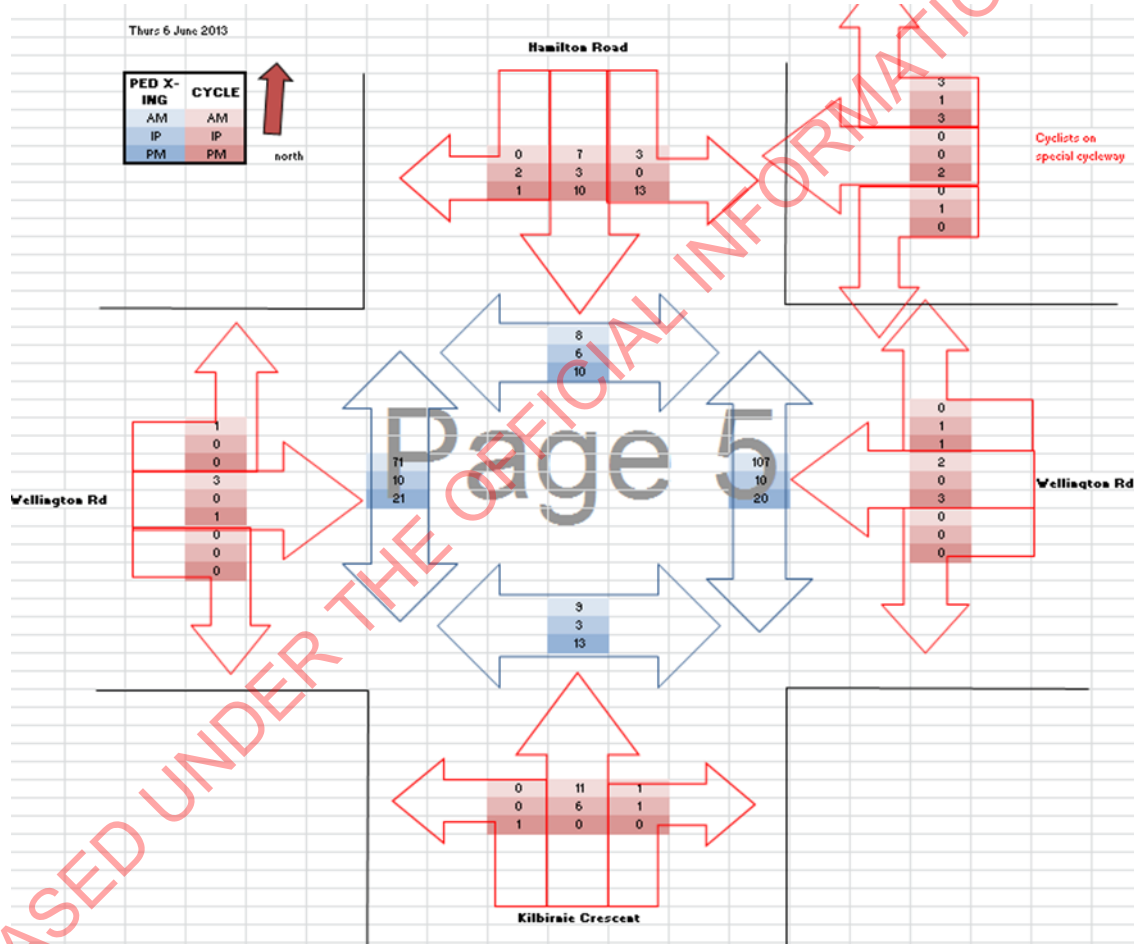 Thurs 6 June 2013
Hamilton Road
PED X-ING CYCLE
AM AM
IP IP
PM PM
north
3
1
3
0
0
2
0
1
0
Cyclists on
special cycleway
0 7 3
2 3 0
1 10 13
8
6
10
1
0
0
3
0
1
0
0
0
Wellington Rd
71
10
21
Page 5
107
10
20
0
1
1
2
0
3
0
0
0
Wellington Rd
9
3
13
0 11 1
0 6 1
1 0 0
Kilbirnie Crescent
ASED UNDER THE OFFICIAL INFORMATIO